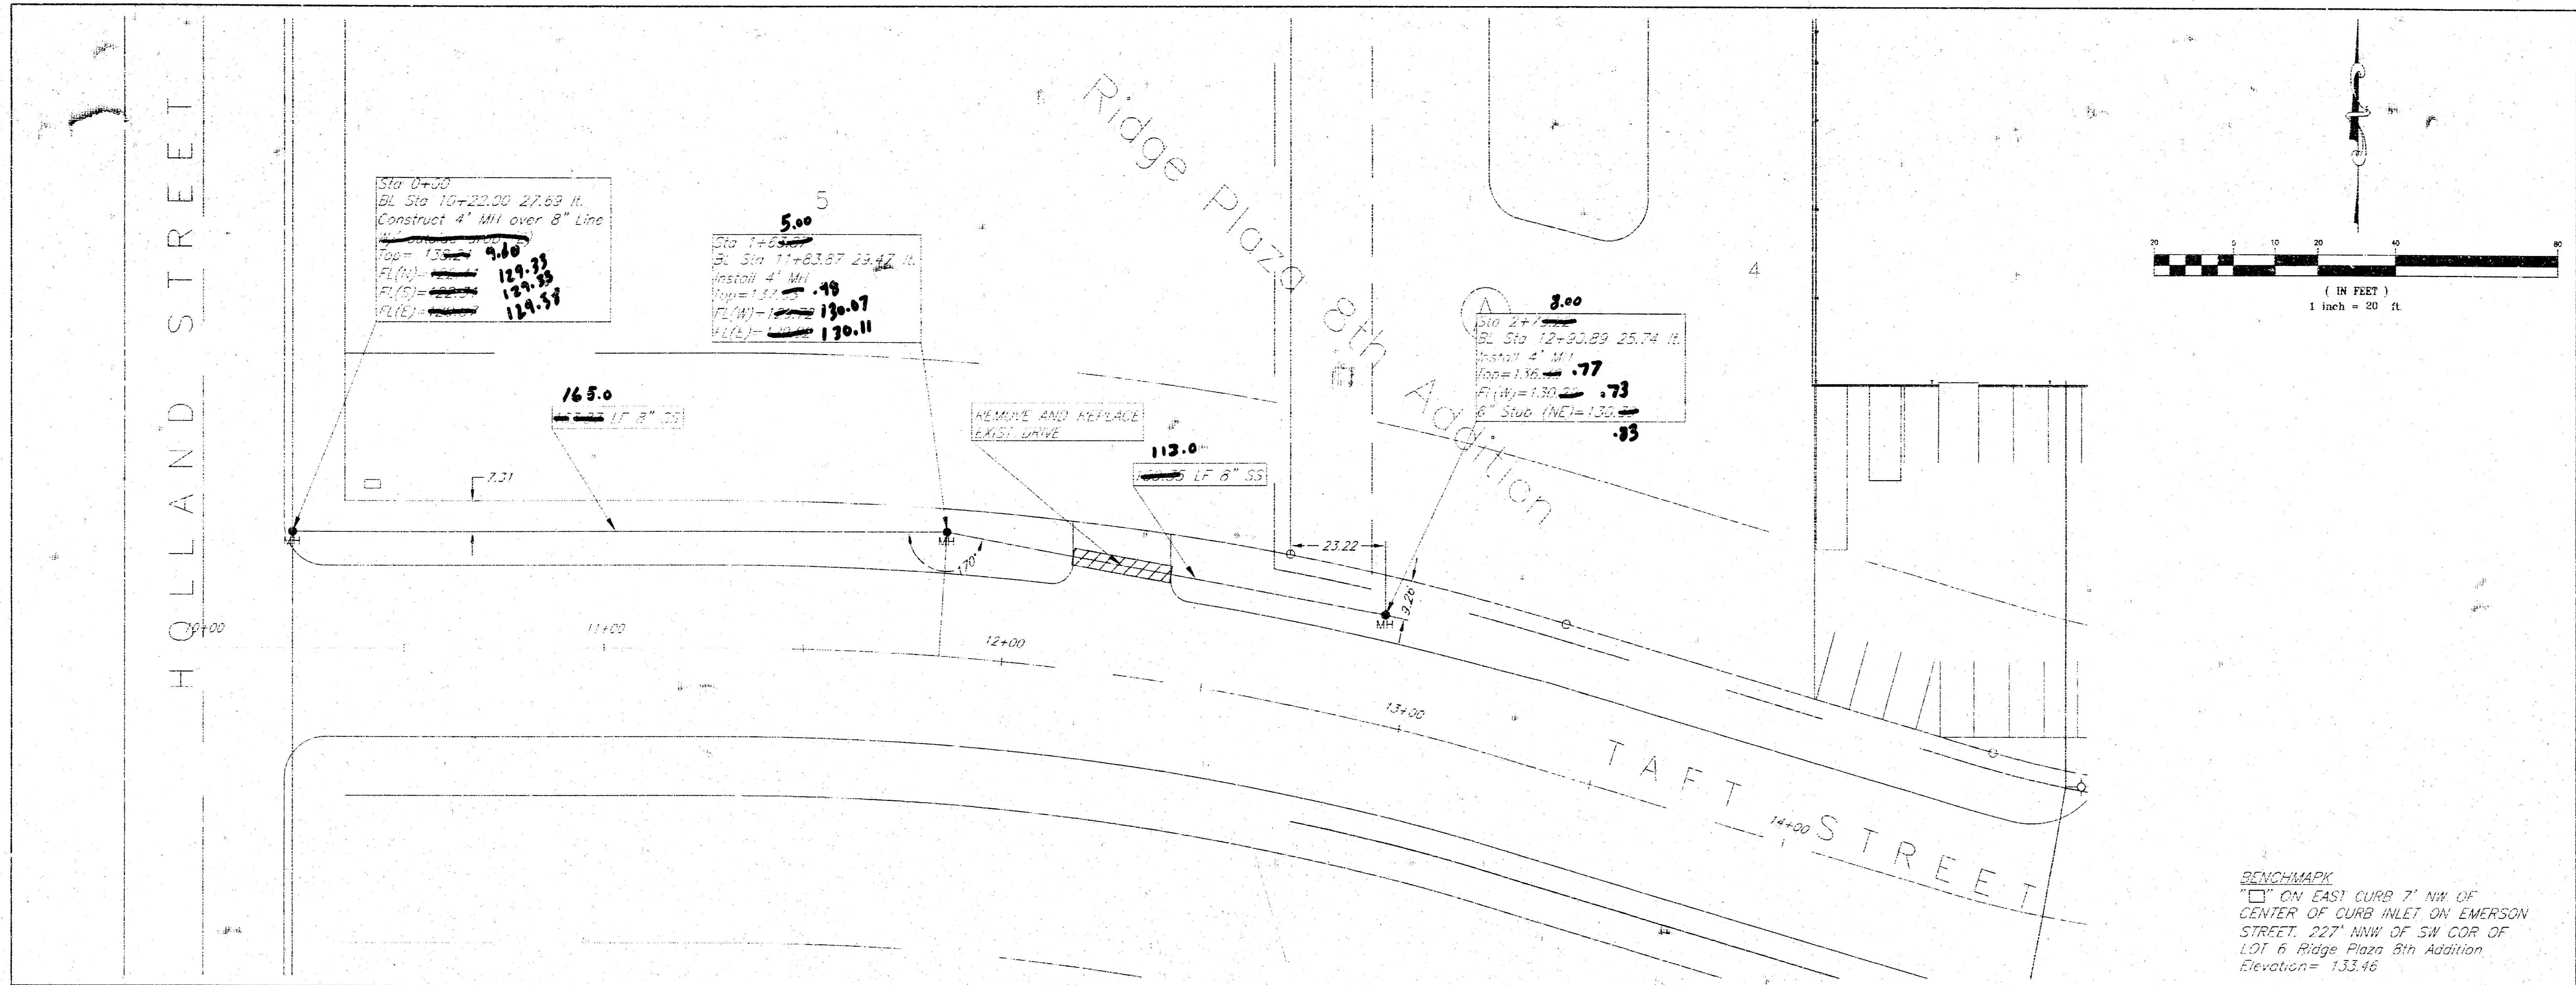 HOLLAND STREET
Ridge Plaza 8th Addition
Sta 0+00
BL Sta 10+22.00 27.69 lt.
Construct 4' MH over 8" Line
Top= 9.60
FL(N)= 129.33
FL(S)= 129.33
FL(E)= 129.38
5
5.00
Sta 1+
BL Sta 11+83.87 29.47 lt.
Install 4' MH
Top=137 .48
FL(W)= 130.07
FL(E)= 130.11
4
A
8.00
Sta 2+
BL Sta 12+90.89 25.74 lt.
Install 4' MH
Top=136. .77
FL(W)=130. .73
6" Stub (NE)=130.
.83
165.0
LF 8" SS
REMOVE AND REPLACE
EXIST DRIVE
113.0
LF 8" SS
7.31
MH
MH
170°
23.22
9.26'
MH
10+00
11+00
12+00
13+00
14+00
TAFT STREET
20 0 10 20 40 80
( IN FEET )
1 inch = 20 ft.
BENCHMARK
"□" ON EAST CURB 7' NW OF
CENTER OF CURB INLET ON EMERSON
STREET. 227' NNW OF SW COR OF
LOT 6 Ridge Plaza 8th Addition
Elevation= 133.46